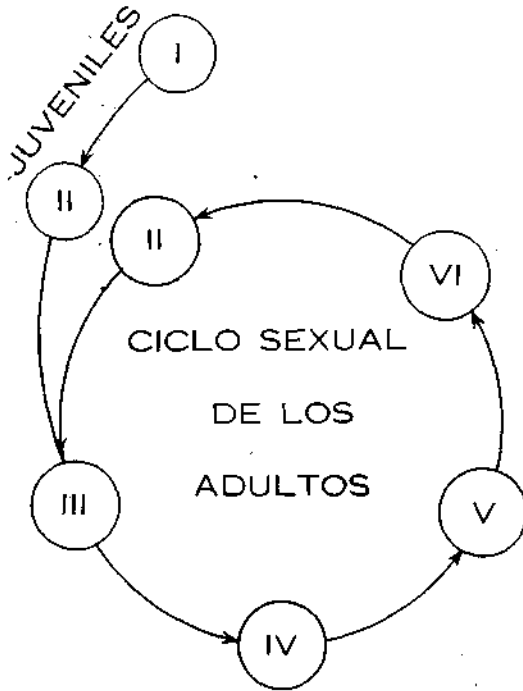 JUVENILES
I
II
II
VI
CICLO SEXUAL
DE LOS
ADULTOS
III
V
IV